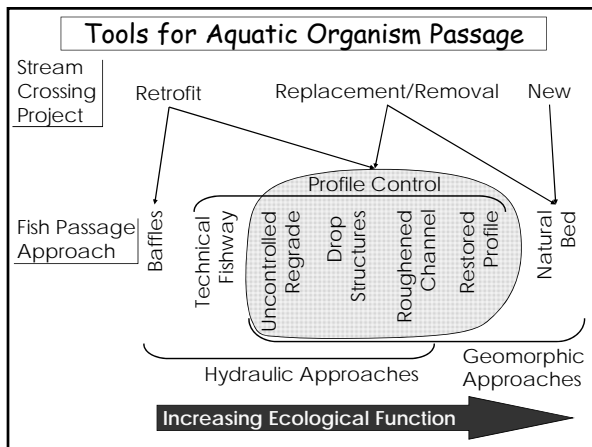 Tools for Aquatic Organism Passage
Stream
Crossing
Project
Retrofit
Replacement/Removal
New
Profile Control
Fish Passage
Approach
Baffles
Technical
Fishway
Uncontrolled
Regrade
Drop
Structures
Roughened
Channel
Restored
Profile
Natural
Bed
Hydraulic Approaches
Geomorphic
Approaches
Increasing Ecological Function